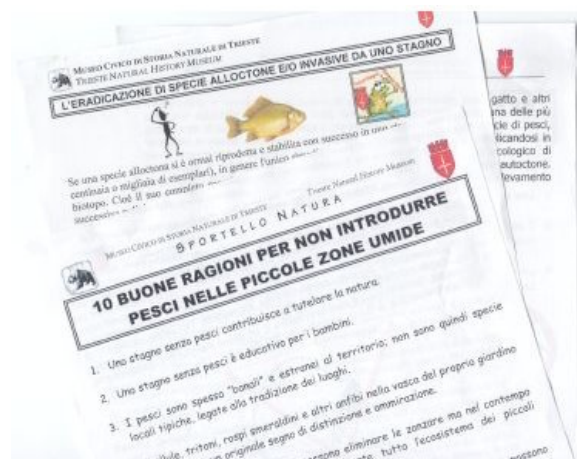 MUSEO CIVICO DI STORIA NATURALE DI TRIESTE
TRIESTE NATURAL HISTORY MUSEUM
L'ERADICAZIONE DI SPECIE ALLOCTONE E/O INVASIVE DA UNO STAGNO
Se una specie alloctona si è ormai riprodotta e stabilita con successo in uno
centinaia o migliaia di esemplari), in genere l'unico
biotopo. Cioè il suo completo
gatto e altri
una delle più
cie di pesci,
licandosi in
cologico di
autoctone.
levamento
MUSEO CIVICO DI STORIA NATURALE DI TRIESTE Trieste Natural History Museum
SPORTELLO NATURA
10 BUONE RAGIONI PER NON INTRODURRE
PESCI NELLE PICCOLE ZONE UMIDE
1. Uno stagno senza pesci contribuisce a tutelare la natura.
2. Uno stagno senza pesci è educativo per i bambini.
3. I pesci sono spesso "banali" e estranei al territorio; non sono quindi specie
locali tipiche, legate alla tradizione dei luoghi.
tritoni, rospi smeraldini e altri anfibi nella vasca del proprio giardino
un originale segno di distinzione e ammirazione.
eliminare le zanzare ma nel contempo
tutto l'ecosistema dei piccoli
possono